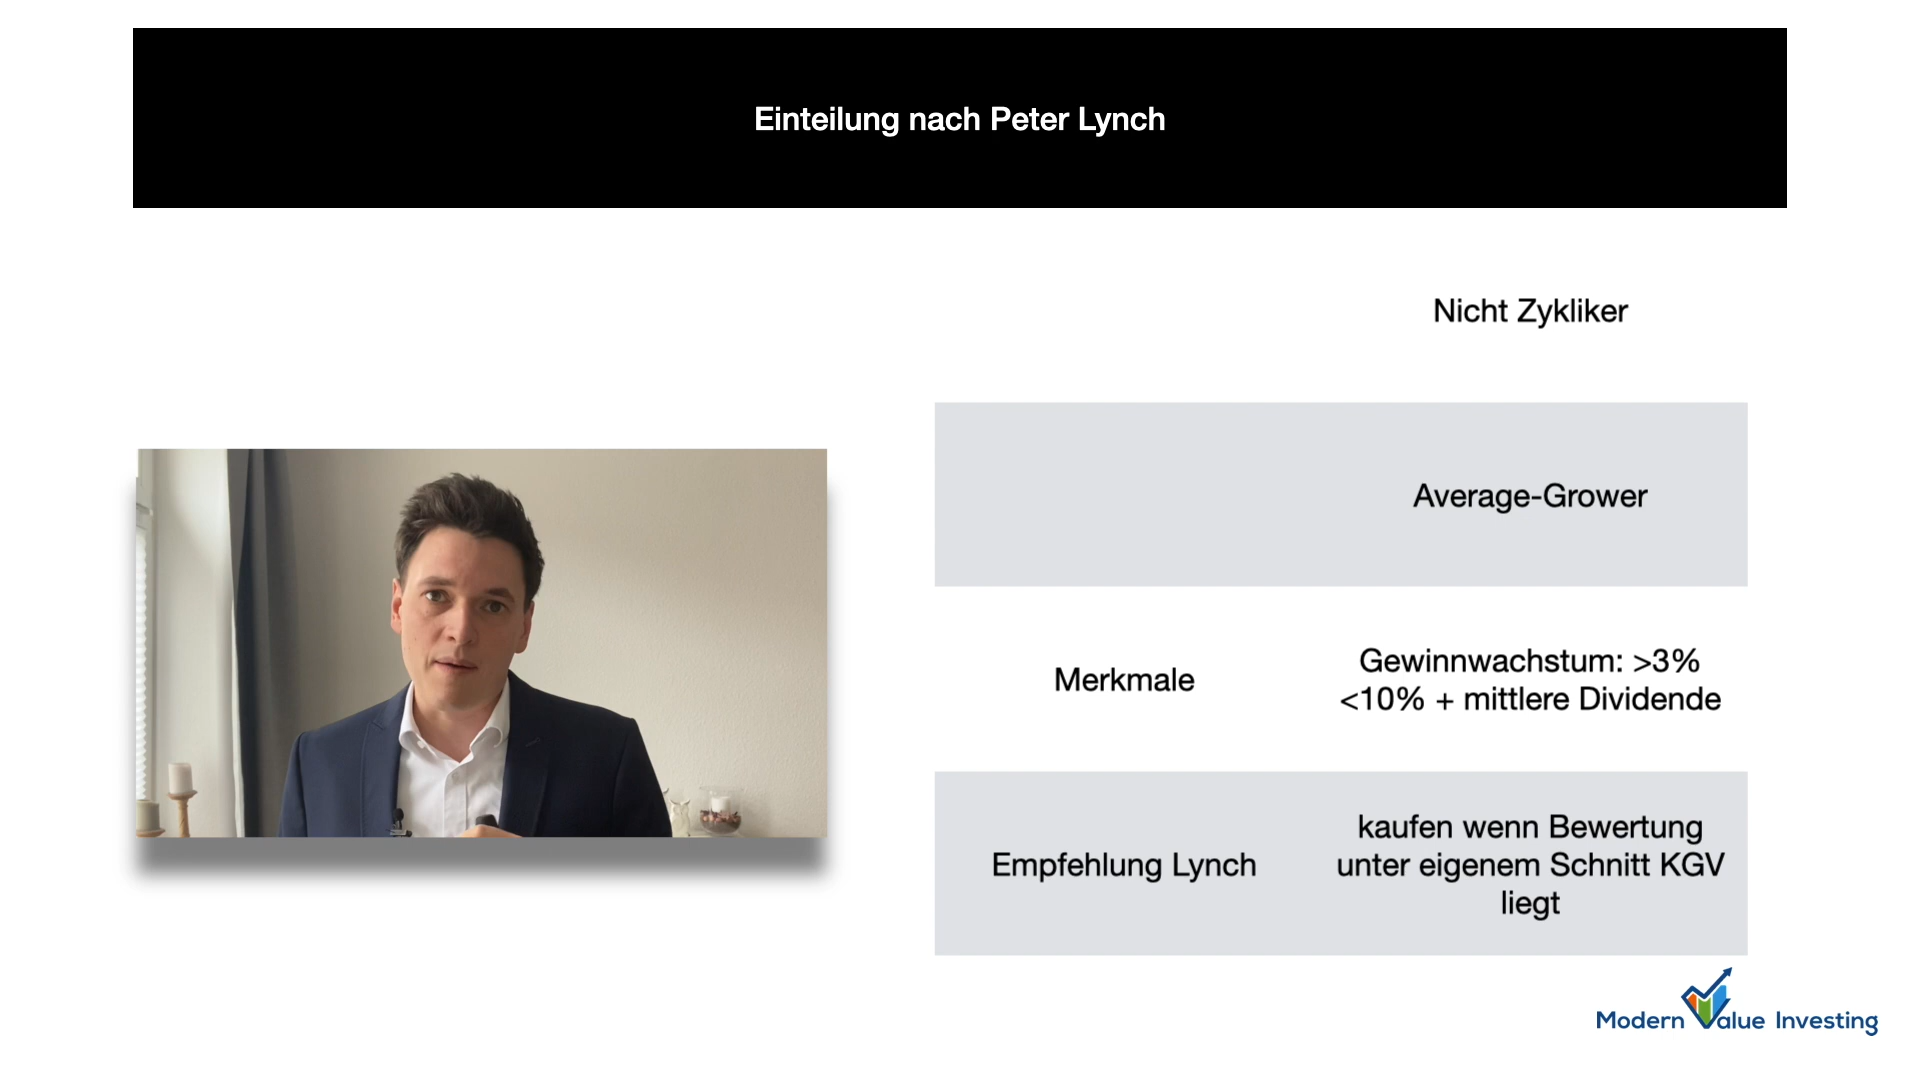 Einteilung nach Peter Lynch
Nicht Zykliker
Average-Grower
Merkmale
Gewinnwachstum: >3%
<10% + mittlere Dividende
Empfehlung Lynch
kaufen wenn Bewertung
unter eigenem Schnitt KGV
liegt
Modern Value Investing